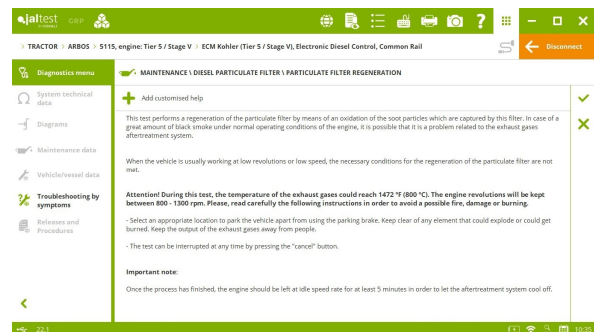 jaltest GRP
TRACTOR > ARBOS > 5115, engine: Tier 5 / Stage V > ECM Kohler (Tier 5 / Stage V), Electronic Diesel Control, Common Rail
Disconnect
Diagnostics menu
MAINTENANCE \ DIESEL PARTICULATE FILTER \ PARTICULATE FILTER REGENERATION
System technical
data
Diagrams
Maintenance data
Vehicle/vessel data
Troubleshooting by
symptoms
Releases and
Procedures
Add customised help
This test performs a regeneration of the particulate filter by means of an oxidation of the soot particles which are captured by this filter. In case of a
great amount of black smoke under normal operating conditions of the engine, it is possible that it is a problem related to the exhaust gases
aftertreatment system.
When the vehicle is usually working at low revolutions or low speed, the necessary conditions for the regeneration of the particulate filter are not
met.
Attention! During this test, the temperature of the exhaust gases could reach 1472 ºF (800 ºC). The engine revolutions will be kept
between 800 - 1300 rpm. Please, read carefully the following instructions in order to avoid a possible fire, damage or burning.
- Select an appropriate location to park the vehicle apart from using the parking brake. Keep clear of any element that could explode or could get
burned. Keep the output of the exhaust gases away from people.
- The test can be interrupted at any time by pressing the "cancel" button.
Important note:
Once the process has finished, the engine should be left at idle speed rate for at least 5 minutes in order to let the aftertreatment system cool off.
22.1
10:35